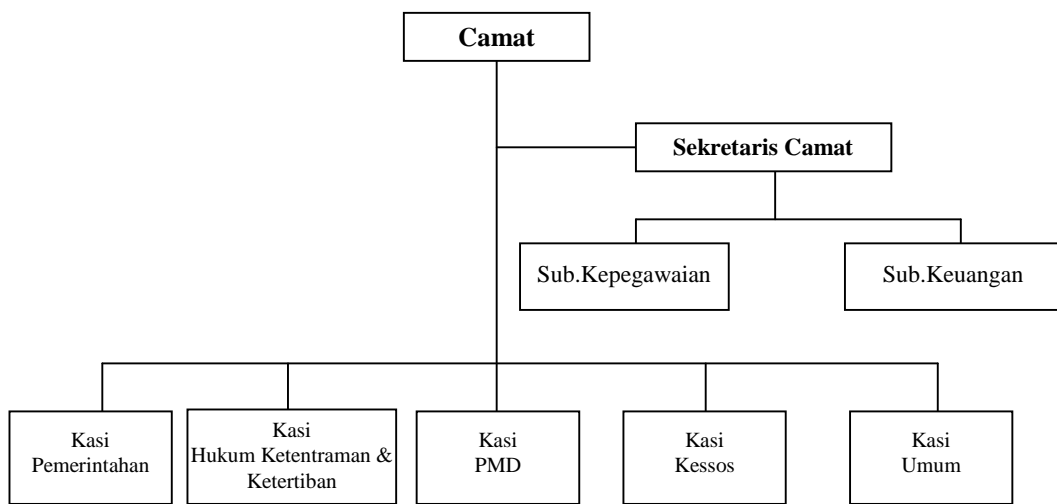 Camat
Sekretaris Camat
Sub.Kepegawaian
Sub.Keuangan
Kasi
Pemerintahan
Kasi
Hukum Ketentraman &
Ketertiban
Kasi
PMD
Kasi
Kessos
Kasi
Umum